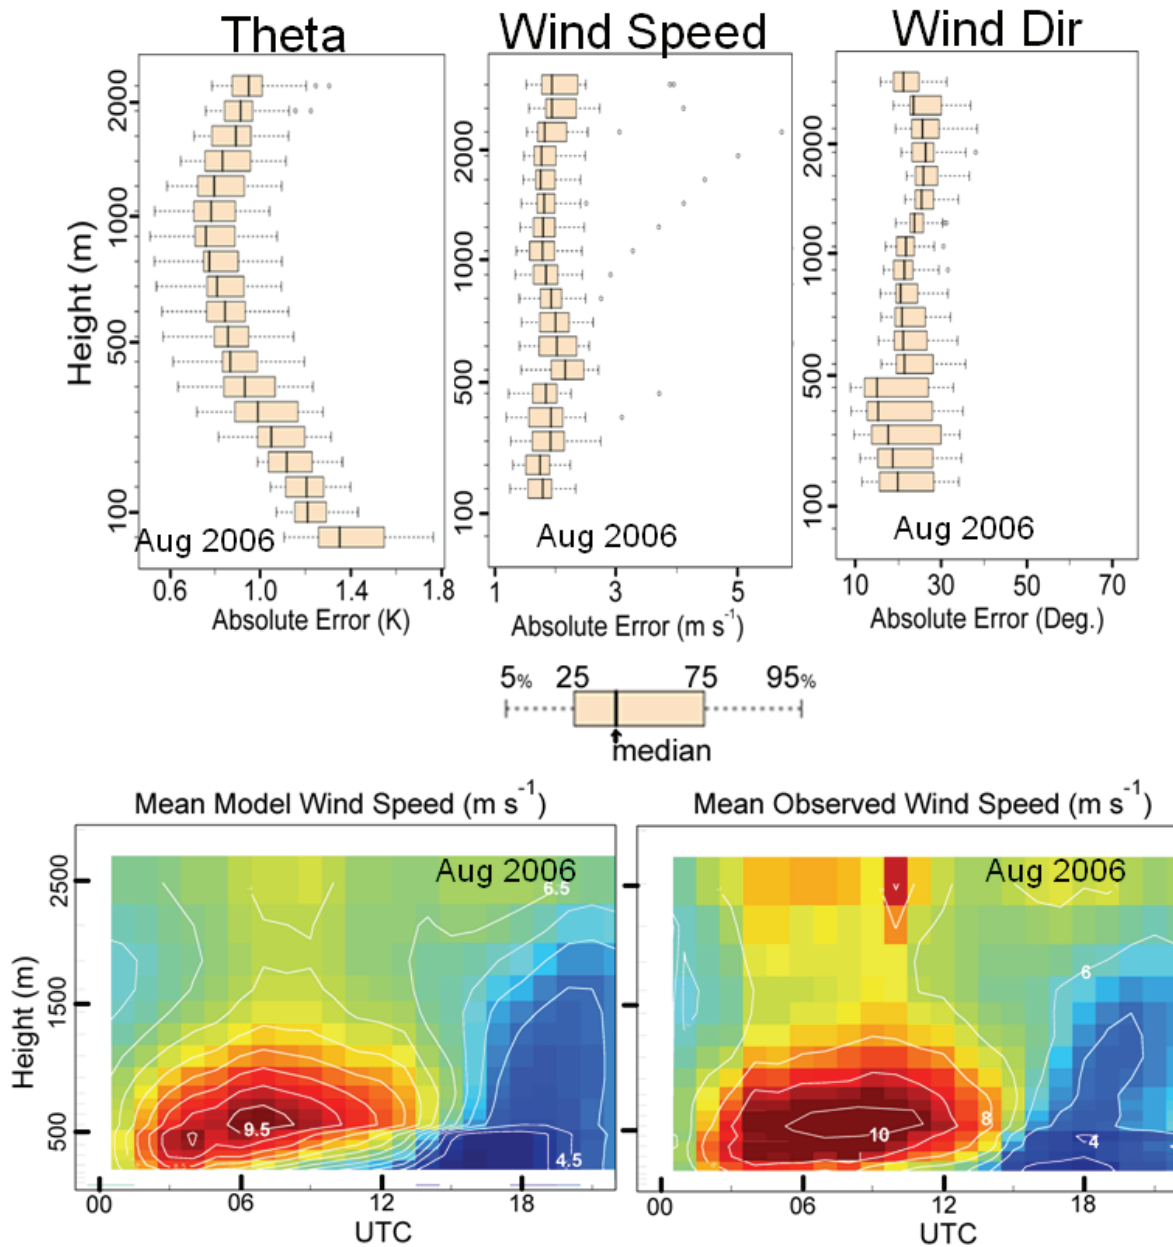 Theta
Wind Speed
Wind Dir
Height (m)
2000
1000
500
100
2000
1000
500
100
2000
1000
500
100
Aug 2006
Aug 2006
Aug 2006
0.6 1.0 1.4 1.8
1 3 5
10 30 50 70
Absolute Error (K)
Absolute Error (m s-1)
Absolute Error (Deg.)
5% 25 75 95%
median
Mean Model Wind Speed (m s-1)
Mean Observed Wind Speed (m s-1)
Height (m)
2500
1500
500
Aug 2006
6.5
9.5
4.5
Aug 2006
6
8
10
4
00 06 12 18
00 06 12 18
UTC
UTC